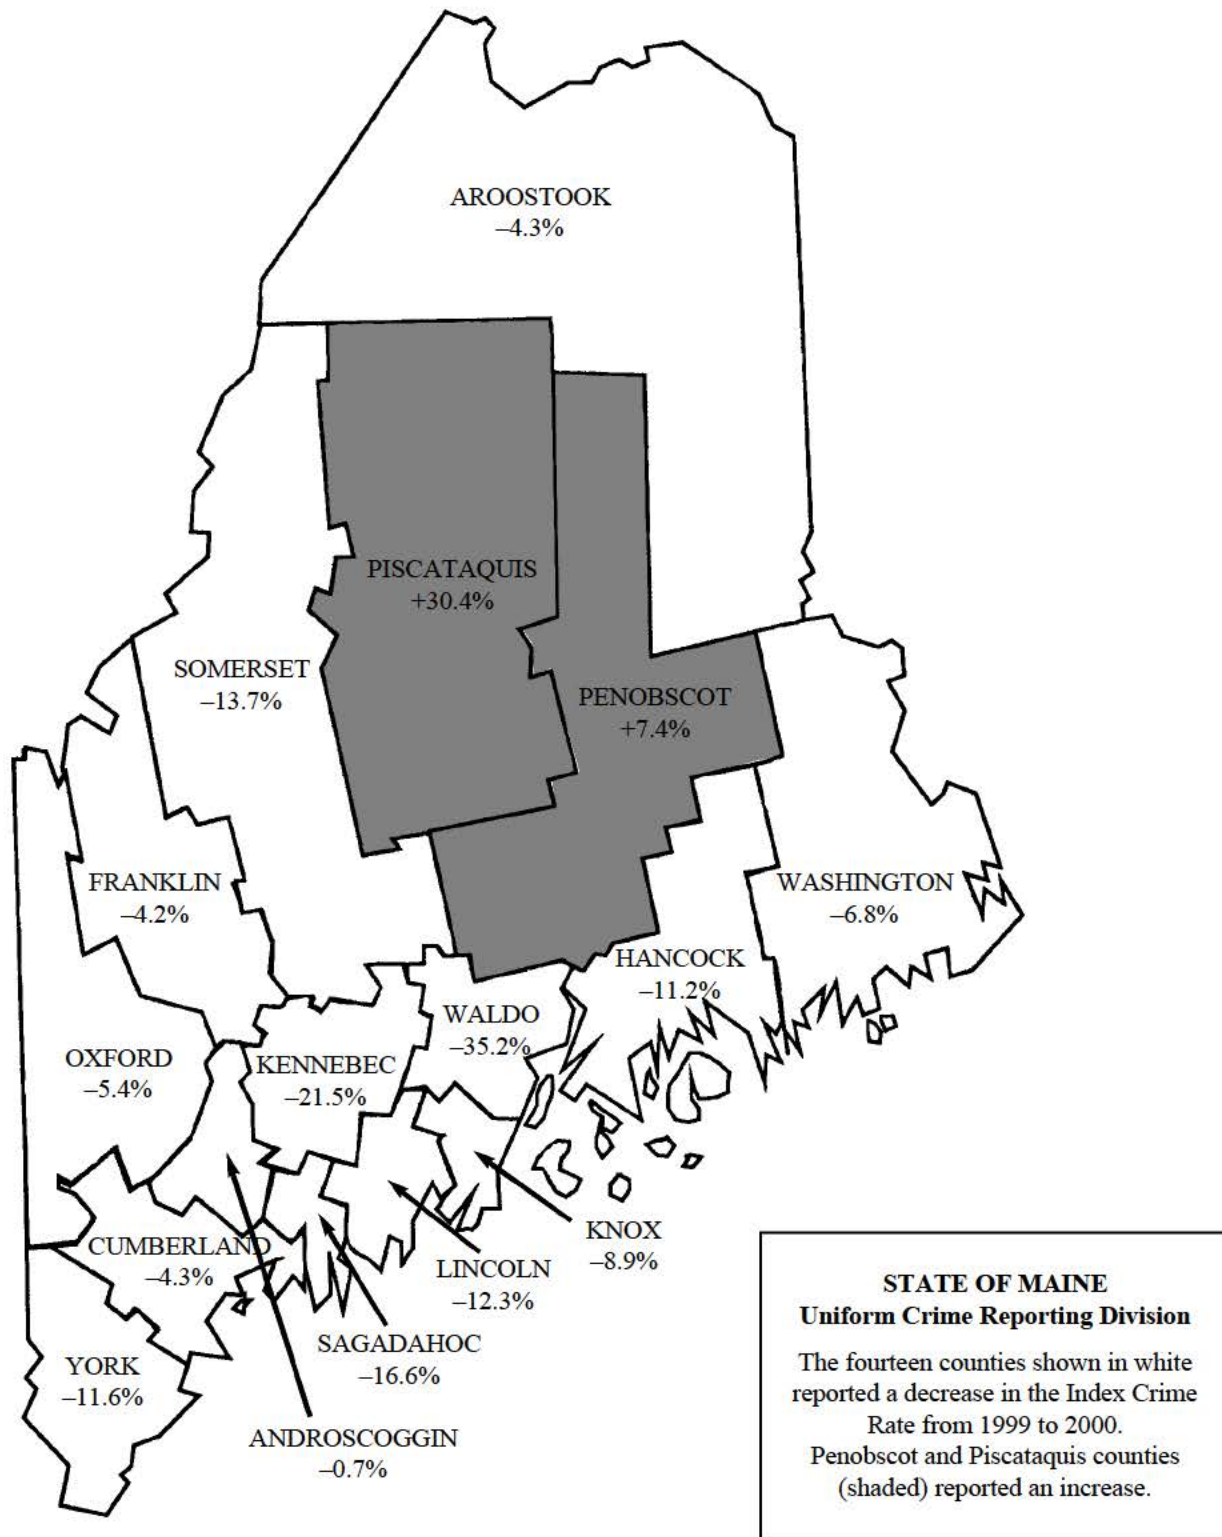 AROOSTOOK
–4.3%
PISCATAQUIS
+30.4%
SOMERSET
–13.7%
PENOBSCOT
+7.4%
FRANKLIN
–4.2%
WASHINGTON
–6.8%
HANCOCK
–11.2%
WALDO
–35.2%
OXFORD
–5.4%
KENNEBEC
–21.5%
KNOX
–8.9%
CUMBERLAND
–4.3%
LINCOLN
–12.3%
SAGADAHOC
–16.6%
YORK
–11.6%
ANDROSCOGGIN
–0.7%
STATE OF MAINE
Uniform Crime Reporting Division
The fourteen counties shown in white
reported a decrease in the Index Crime
Rate from 1999 to 2000.
Penobscot and Piscataquis counties
(shaded) reported an increase.